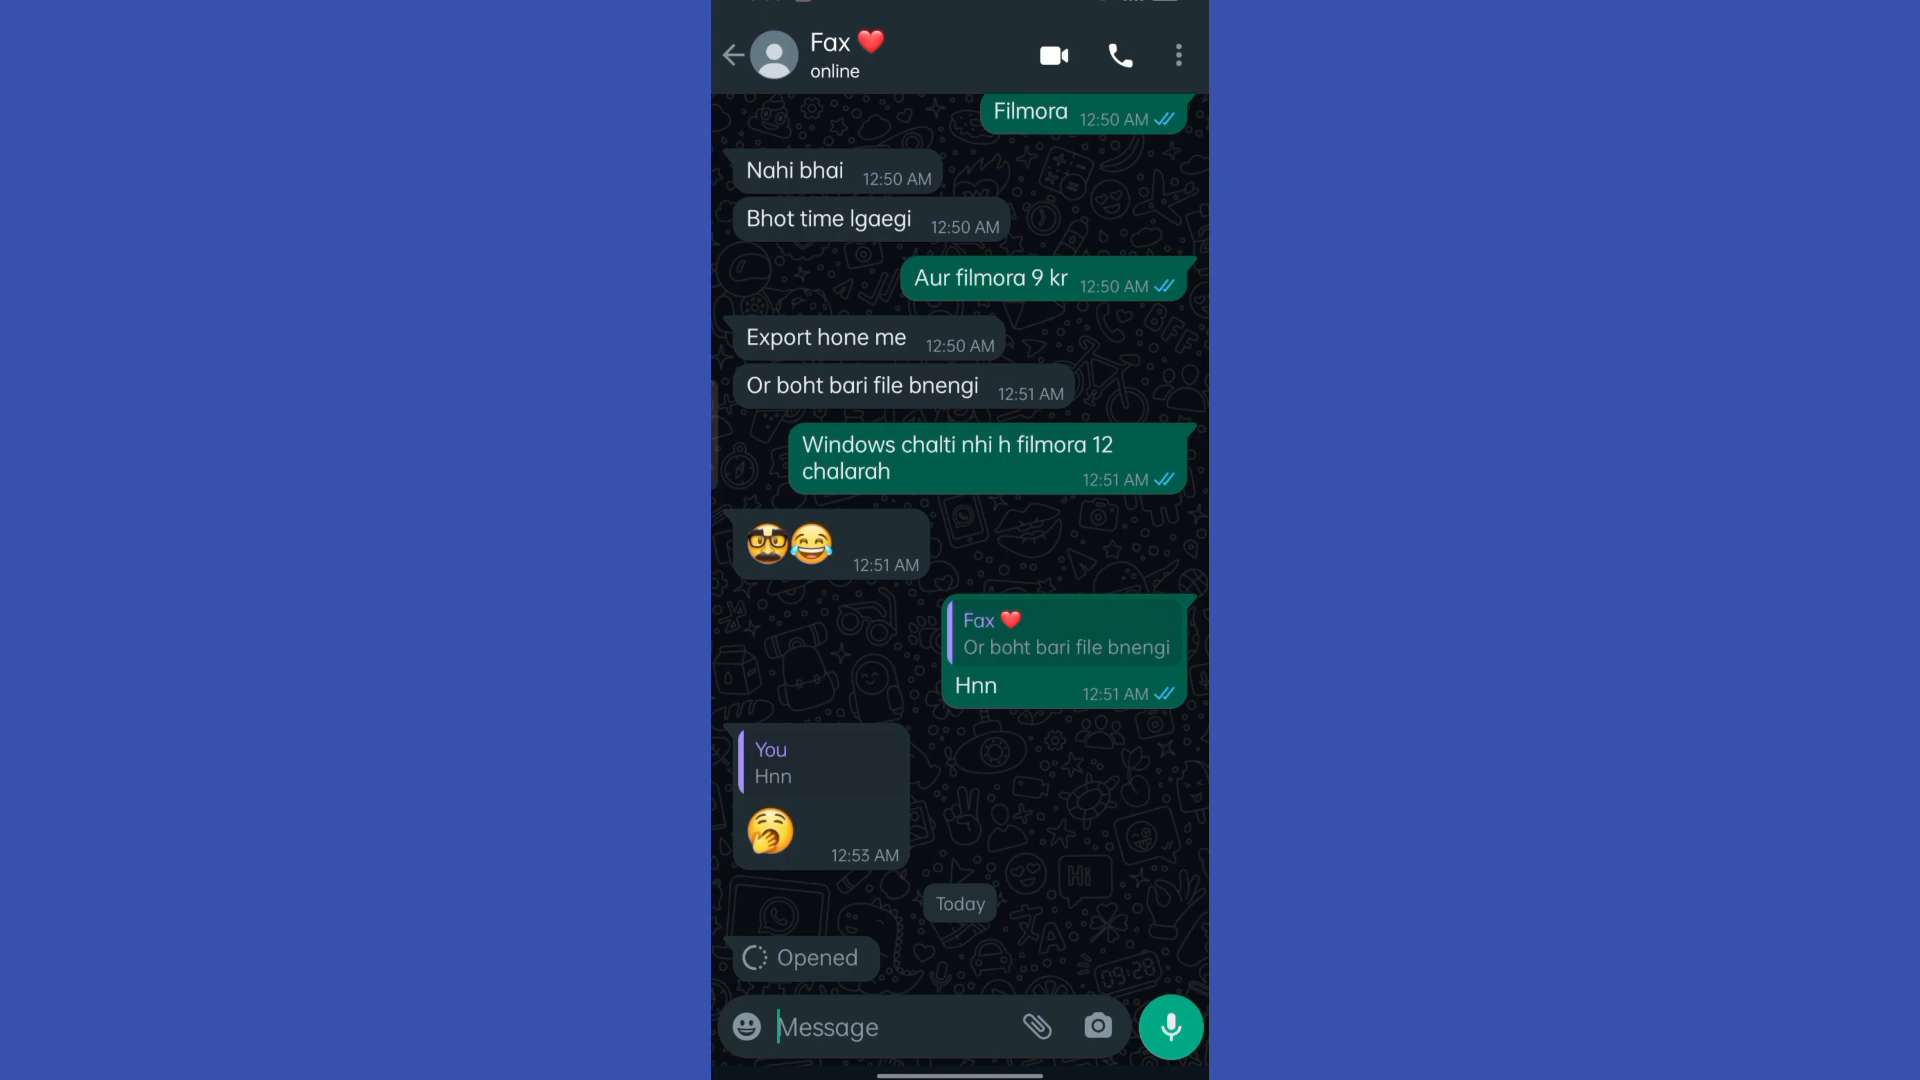 Fax ❤️
online
Filmora 12:50 AM
Nahi bhai 12:50 AM
Bhot time lgaegi 12:50 AM
Aur filmora 9 kr 12:50 AM
Export hone me 12:50 AM
Or boht bari file bnengi 12:51 AM
Windows chalti nhi h filmora 12
chalarah 12:51 AM
🥸😂 12:51 AM
Fax ❤️
Or boht bari file bnengi
Hnn 12:51 AM
You
Hnn
🥱 12:53 AM
Today
Opened
Message